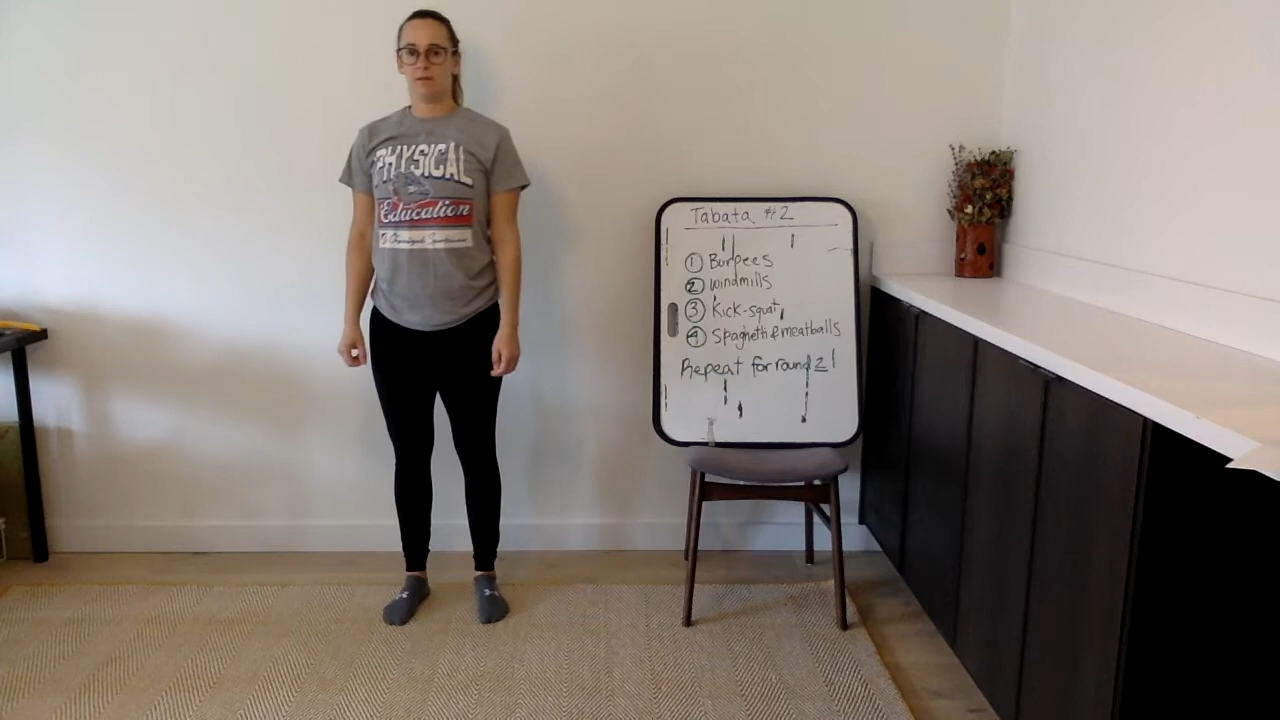 PHYSICAL
Education
Tabata #2
① Burpees
② windmills
③ Kick-squat
④ Spaghetti & meatballs
Repeat for round 2!